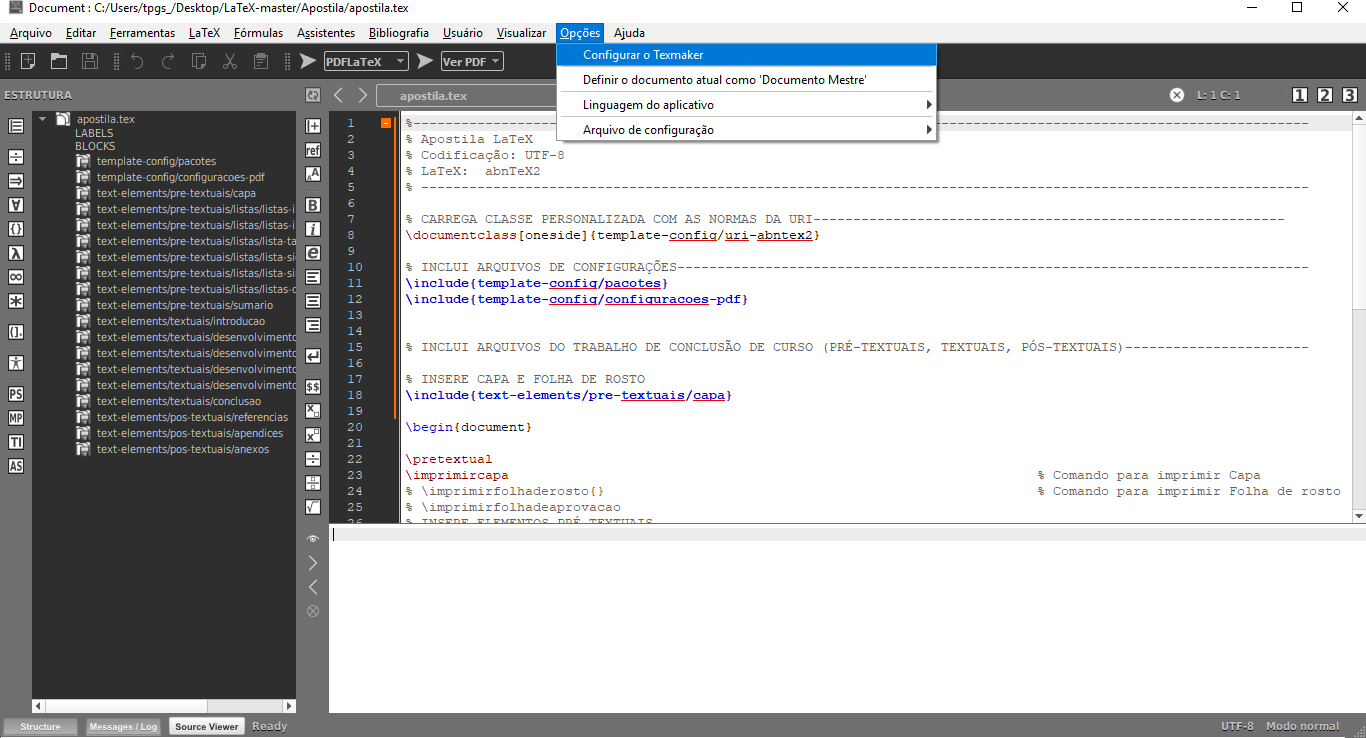 Document : C:/Users/tpgs_/Desktop/LaTeX-master/Apostila/apostila.tex
Arquivo Editar Ferramentas LaTeX Fórmulas Assistentes Bibliografia Usuário Visualizar Opções Ajuda
PDFLaTeX Ver PDF
Configurar o Texmaker
Definir o documento atual como 'Documento Mestre'
Linguagem do aplicativo
Arquivo de configuração
ESTRUTURA
apostila.tex
L: 1 C: 1
1 2 3
apostila.tex
LABELS
BLOCKS
template-config/pacotes
template-config/configuracoes-pdf
text-elements/pre-textuais/capa
text-elements/pre-textuais/listas/listas-i
text-elements/pre-textuais/listas/listas-i
text-elements/pre-textuais/listas/lista-ta
text-elements/pre-textuais/listas/lista-si
text-elements/pre-textuais/listas/lista-si
text-elements/pre-textuais/listas/listas-c
text-elements/pre-textuais/sumario
text-elements/textuais/introducao
text-elements/textuais/desenvolvimento
text-elements/textuais/desenvolvimento
text-elements/textuais/desenvolvimento
text-elements/textuais/desenvolvimento
text-elements/textuais/conclusao
text-elements/pos-textuais/referencias
text-elements/pos-textuais/apendices
text-elements/pos-textuais/anexos
PS
MP
TI
AS
ref
B
i
e
$$
1 %----------------------------------------------------------------------------------------------------------------
2 % Apostila LaTeX
3 % Codificação: UTF-8
4 % LaTeX:  abnTeX2
5 % ---------------------------------------------------------------------------------------------------------------
6
7 % CARREGA CLASSE PERSONALIZADA COM AS NORMAS DA URI-----------------------------------------------------------
8 \documentclass[oneside]{template-config/uri-abntex2}
9
10 % INCLUI ARQUIVOS DE CONFIGURAÇÕES-------------------------------------------------------------------------------
11 \include{template-config/pacotes}
12 \include{template-config/configuracoes-pdf}
13
14
15 % INCLUI ARQUIVOS DO TRABALHO DE CONCLUSÃO DE CURSO (PRÉ-TEXTUAIS, TEXTUAIS, PÓS-TEXTUAIS)-----------------------
16
17 % INSERE CAPA E FOLHA DE ROSTO
18 \include{text-elements/pre-textuais/capa}
19
20 \begin{document}
21
22 \pretextual
23 \imprimircapa % Comando para imprimir Capa
24 % \imprimirfolhaderosto{} % Comando para imprimir Folha de rosto
25 % \imprimirfolhadeaprovacao
26 % INSERE ELEMENTOS PRÉ-TEXTUAIS
Structure Messages / Log Source Viewer Ready
UTF-8 Modo normal